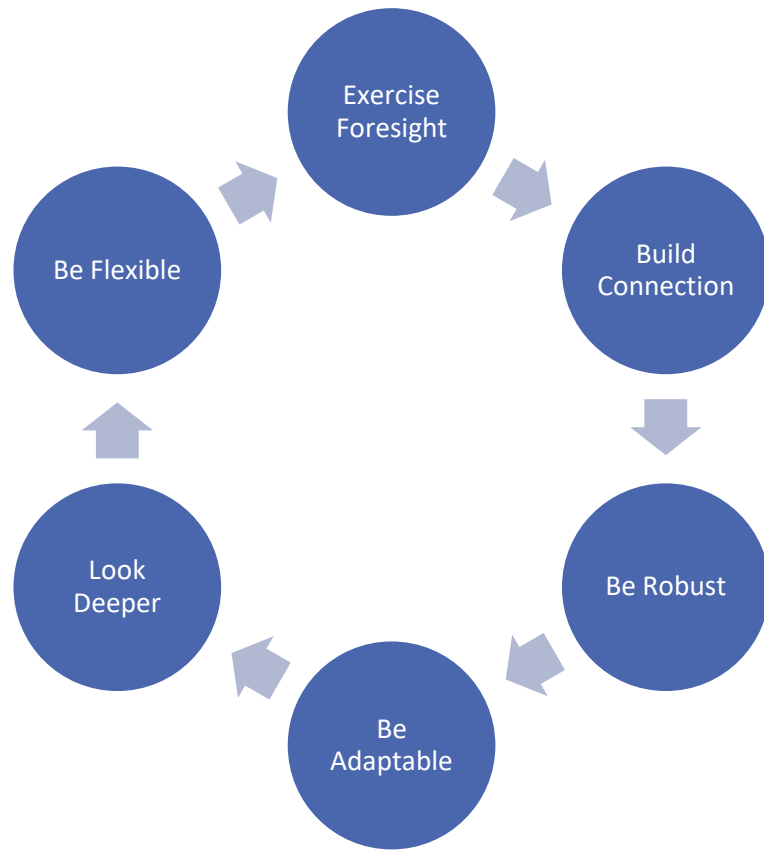 Exercise
Foresight
Build
Connection
Be Robust
Be
Adaptable
Look
Deeper
Be Flexible